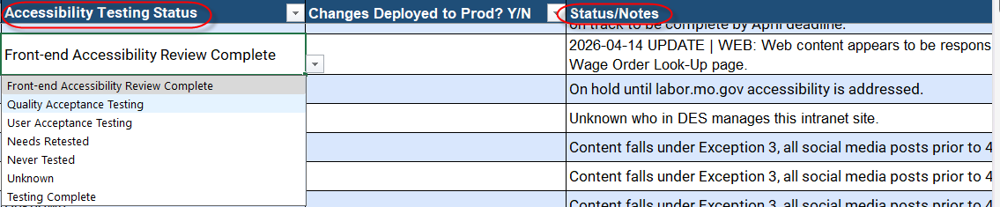 Accessibility Testing Status Changes Deployed to Prod? Y/N Status/Notes
on track to be complete by April deadline.
Front-end Accessibility Review Complete
2026-04-14 UPDATE | WEB: Web content appears to be respons
Wage Order Look-Up page.
Front-end Accessibility Review Complete
On hold until labor.mo.gov accessibility is addressed.
Quality Acceptance Testing
User Acceptance Testing
Unknown who in DES manages this intranet site.
Needs Retested
Content falls under Exception 3, all social media posts prior to 4
Never Tested
Unknown
Content falls under Exception 3, all social media posts prior to 4
Testing Complete
Content falls under Exception 3, all social media posts prior to 4